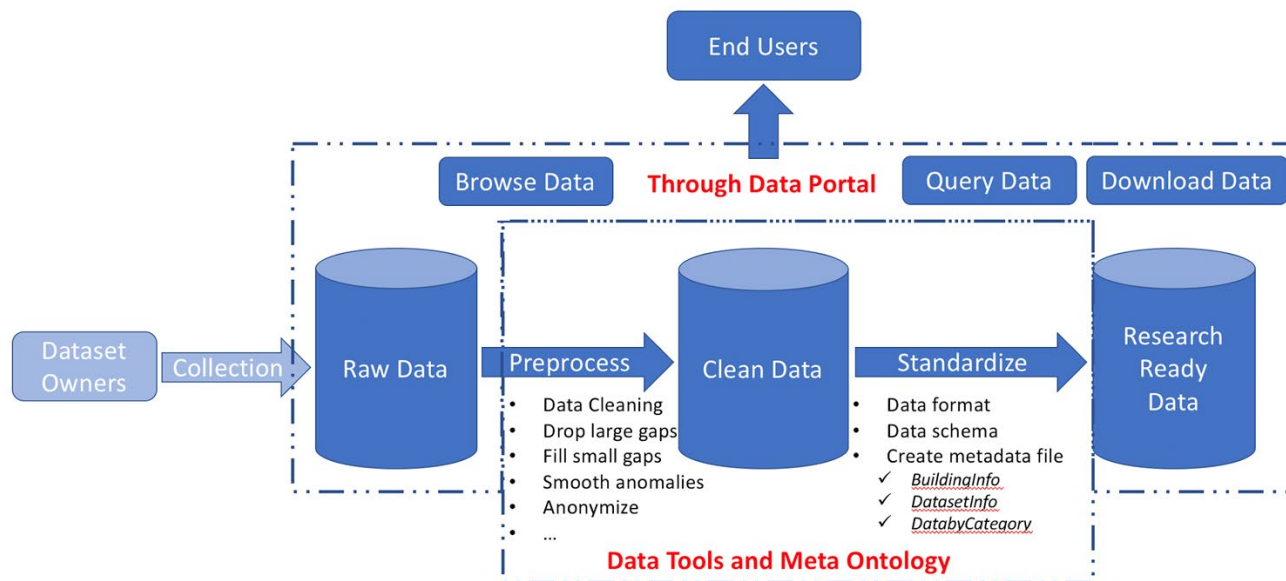 End Users
Browse Data
Through Data Portal
Query Data
Download Data
Dataset
Owners
Collection
Raw Data
Preprocess
Clean Data
Standardize
Research
Ready
Data
• Data Cleaning
• Drop large gaps
• Fill small gaps
• Smooth anomalies
• Anonymize
• ...
• Data format
• Data schema
• Create metadata file
✓ BuildingInfo
✓ DatasetInfo
✓ DatabyCategory
Data Tools and Meta Ontology